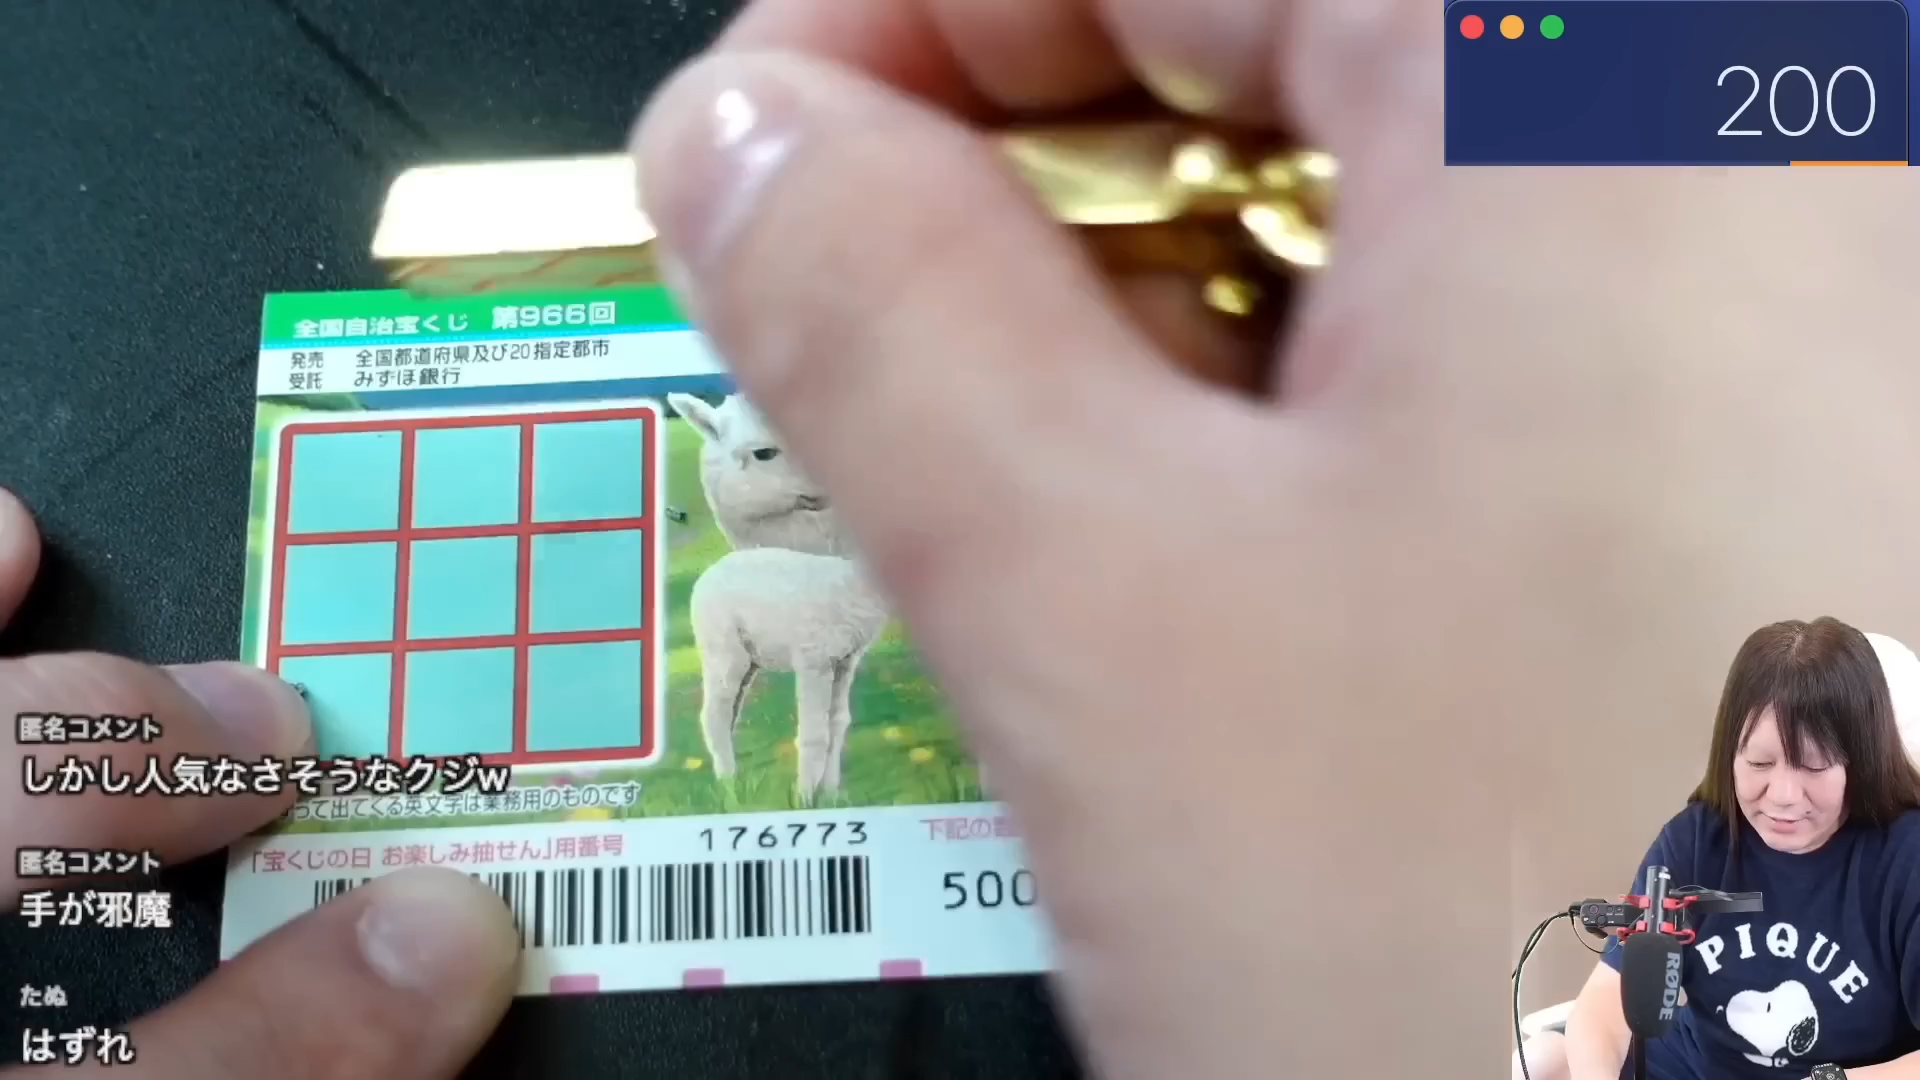 200
全国自治宝くじ 第966回
発売 全国都道府県及び20指定都市
受託 みずほ銀行
匿名コメント
しかし人気なさそうなクジw
って出てくる英文字は業務用のものです
「宝くじの日 お楽しみ抽せん」用番号
176773
下記の
500
匿名コメント
手が邪魔
たぬ
はずれ
PIQUE
RØDE